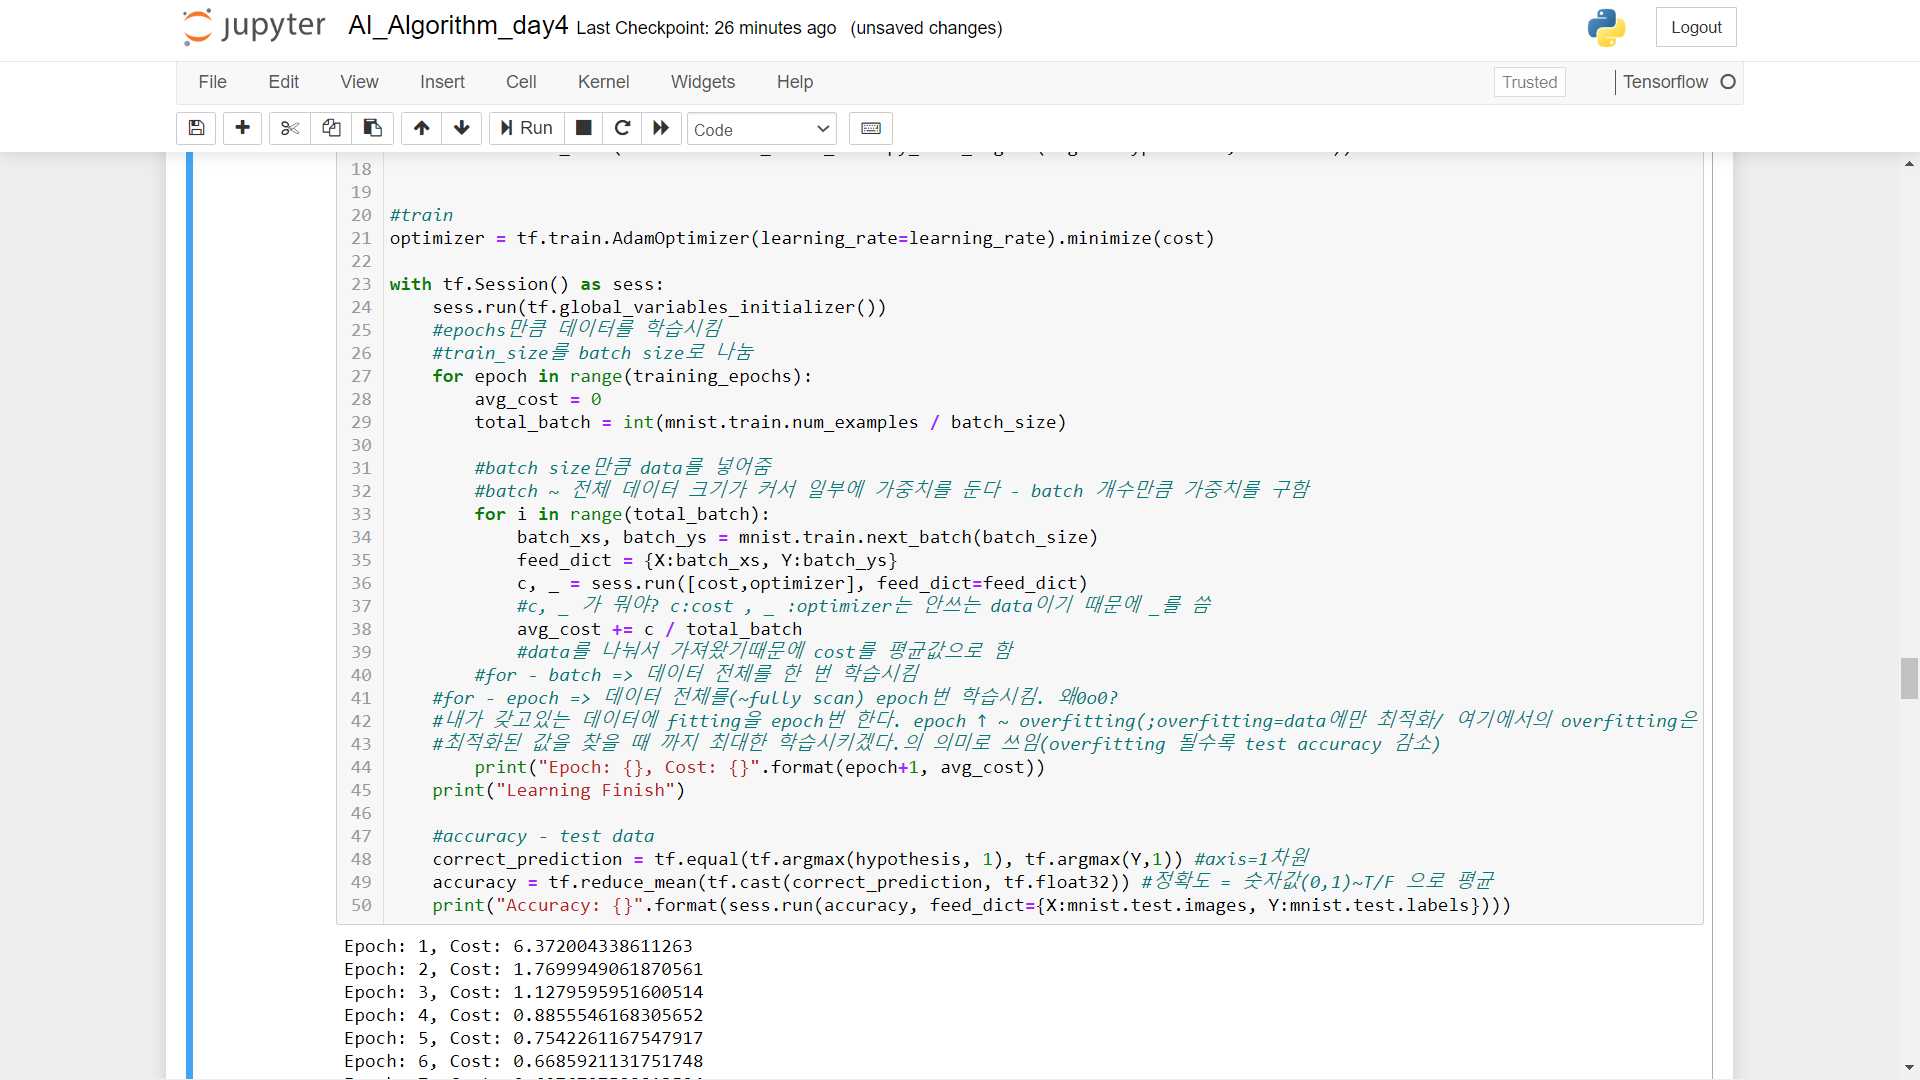 jupyter AI_Algorithm_day4 Last Checkpoint: 26 minutes ago (unsaved changes) Logout
File Edit View Insert Cell Kernel Widgets Help Trusted Tensorflow
Run Code
18
19
20 #train
21 optimizer = tf.train.AdamOptimizer(learning_rate=learning_rate).minimize(cost)
22
23 with tf.Session() as sess:
24     sess.run(tf.global_variables_initializer())
25     #epochs만큼 데이터를 학습시킴
26     #train_size를 batch size로 나눔
27     for epoch in range(training_epochs):
28         avg_cost = 0
29         total_batch = int(mnist.train.num_examples / batch_size)
30
31         #batch size만큼 data를 넣어줌
32         #batch ~ 전체 데이터 크기가 커서 일부에 가중치를 둔다 - batch 개수만큼 가중치를 구함
33         for i in range(total_batch):
34             batch_xs, batch_ys = mnist.train.next_batch(batch_size)
35             feed_dict = {X:batch_xs, Y:batch_ys}
36             c, _ = sess.run([cost,optimizer], feed_dict=feed_dict)
37             #c, _ 가 뭐야? c:cost , _ :optimizer는 안쓰는 data이기 때문에 _를 씀
38             avg_cost += c / total_batch
39             #data를 나눠서 가져왔기때문에 cost를 평균값으로 함
40         #for - batch => 데이터 전체를 한 번 학습시킴
41     #for - epoch => 데이터 전체를(~fully scan) epoch번 학습시킴. 왜0o0?
42     #내가 갖고있는 데이터에 fitting을 epoch번 한다. epoch ↑ ~ overfitting(;overfitting=data에만 최적화/ 여기에서의 overfitting은
43     #최적화된 값을 찾을 때 까지 최대한 학습시키겠다.의 의미로 쓰임(overfitting 될수록 test accuracy 감소)
44         print("Epoch: {}, Cost: {}".format(epoch+1, avg_cost))
45     print("Learning Finish")
46
47     #accuracy - test data
48     correct_prediction = tf.equal(tf.argmax(hypothesis, 1), tf.argmax(Y,1)) #axis=1차원
49     accuracy = tf.reduce_mean(tf.cast(correct_prediction, tf.float32)) #정확도 = 숫자값(0,1)~T/F 으로 평균
50     print("Accuracy: {}".format(sess.run(accuracy, feed_dict={X:mnist.test.images, Y:mnist.test.labels})))
Epoch: 1, Cost: 6.372004338611263
Epoch: 2, Cost: 1.7699949061870561
Epoch: 3, Cost: 1.1279595951600514
Epoch: 4, Cost: 0.8855546168305652
Epoch: 5, Cost: 0.7542261167547917
Epoch: 6, Cost: 0.6685921131751748